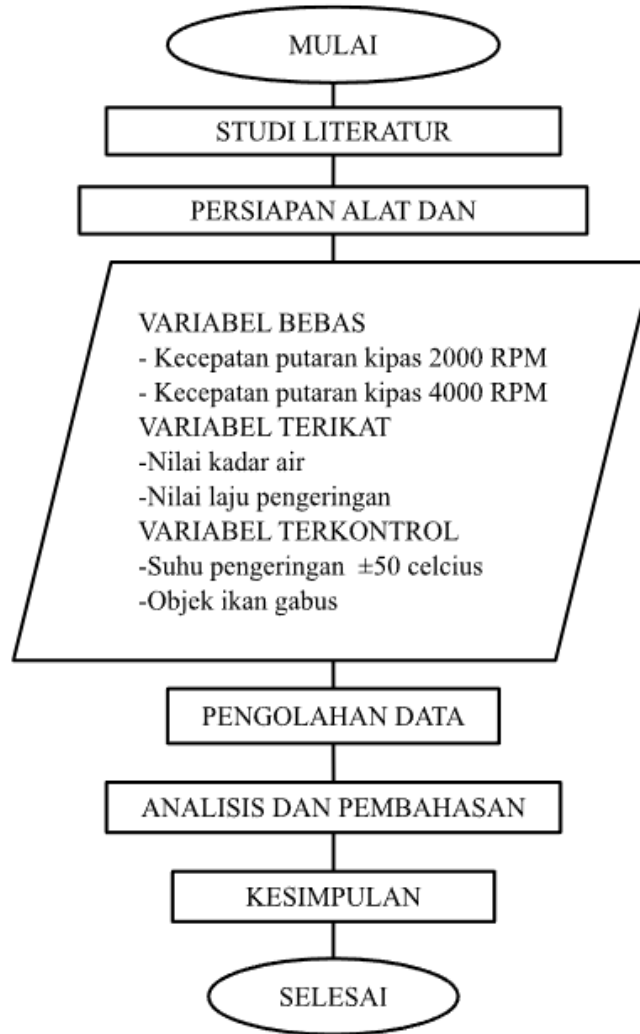 MULAI
STUDI LITERATUR
PERSIAPAN ALAT DAN
VARIABEL BEBAS
- Kecepatan putaran kipas 2000 RPM
- Kecepatan putaran kipas 4000 RPM
VARIABEL TERIKAT
-Nilai kadar air
-Nilai laju pengeringan
VARIABEL TERKONTROL
-Suhu pengeringan ±50 celcius
-Objek ikan gabus
PENGOLAHAN DATA
ANALISIS DAN PEMBAHASAN
KESIMPULAN
SELESAI